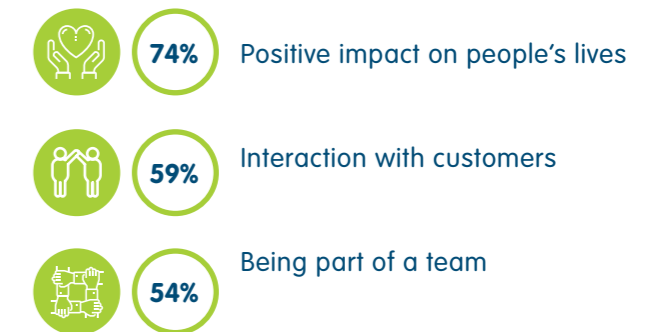 74% Positive impact on people’s lives
59% Interaction with customers
54% Being part of a team